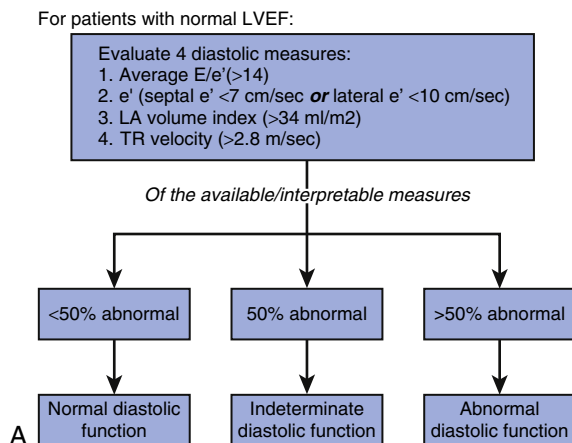 For patients with normal LVEF:
Evaluate 4 diastolic measures:
1. Average E/e'(>14)
2. e' (septal e' <7 cm/sec or lateral e' <10 cm/sec)
3. LA volume index (>34 ml/m2)
4. TR velocity (>2.8 m/sec)
Of the available/interpretable measures
<50% abnormal
50% abnormal
>50% abnormal
Normal diastolic
function
Indeterminate
diastolic function
Abnormal
diastolic function
A